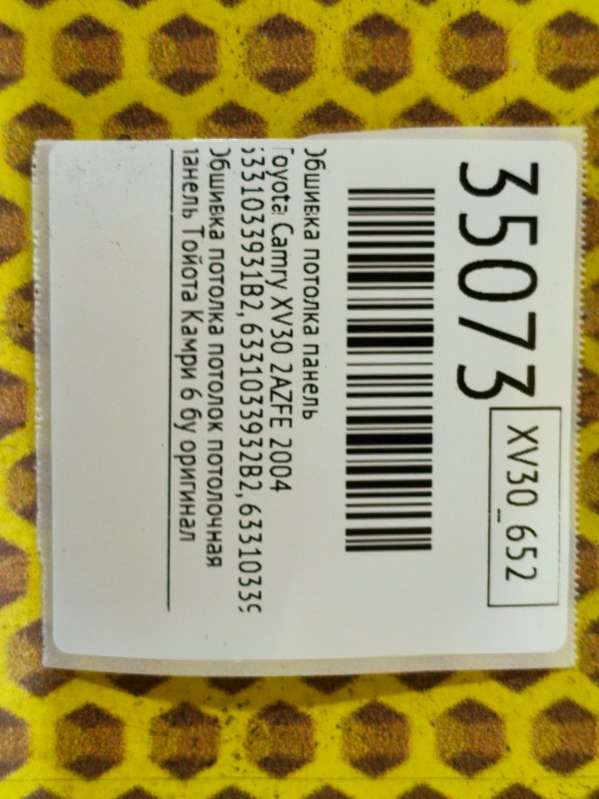 35073
XV30_652
Обшивка потолка панель
Toyota Camry XV30 2AZFE 2004
6331033931B2, 6331033932B2, 63310339
Обшивка потолка потолок потолочная
панель Тойота Камри 6 бу оригинал